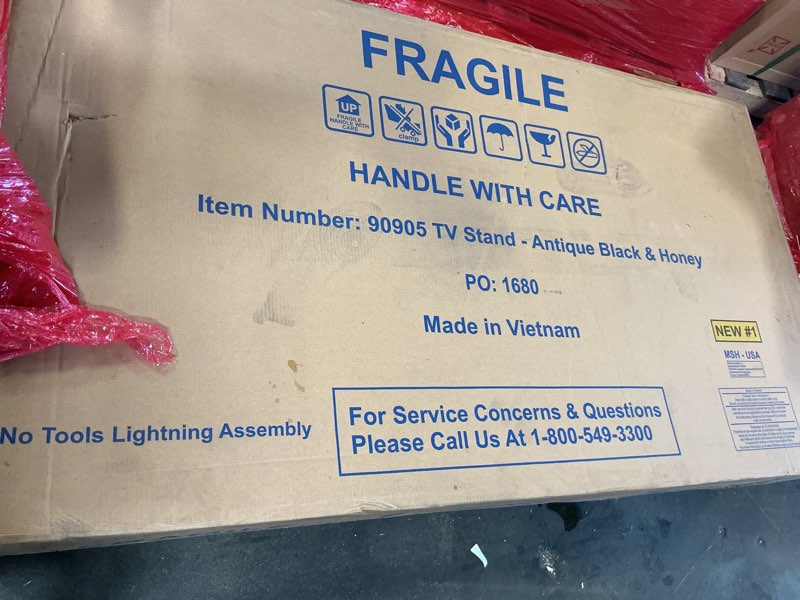 FRAGILE
UP
FRAGILE
HANDLE WITH
CARE
clamp
HANDLE WITH CARE
Item Number: 90905 TV Stand - Antique Black & Honey
PO: 1680
Made in Vietnam
NEW #1
MSH - USA
No Tools Lightning Assembly
For Service Concerns & Questions
Please Call Us At 1-800-549-3300